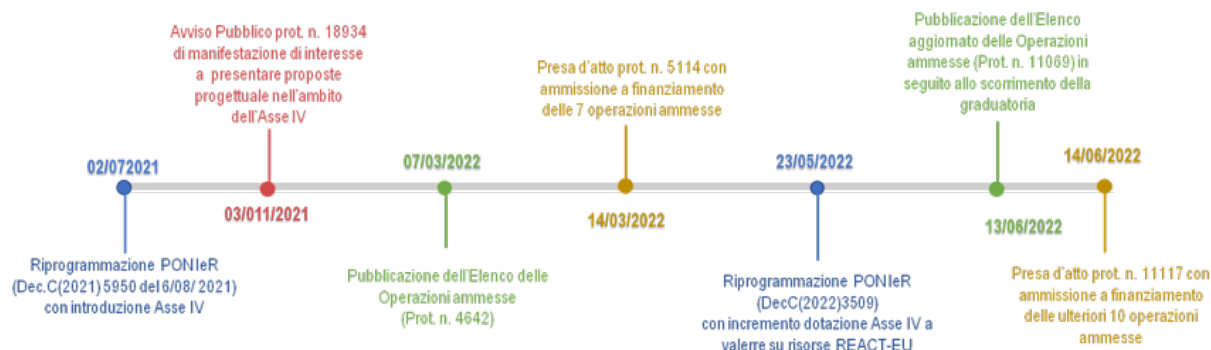 Avviso Pubblico prot. n. 18934
di manifestazione di interesse
a presentare proposte
progettuale nell'ambito
dell'Asse IV
02/072021
03/011/2021
Riprogrammazione PONIeR
(Dec.C(2021) 5950 del 6/08/ 2021)
con introduzione Asse IV
07/03/2022
Pubblicazione dell'Elenco delle
Operazioni ammesse
(Prot. n. 4642)
Presa d'atto prot. n. 5114 con
ammissione a finanziamento
delle 7 operazioni ammesse
14/03/2022
23/05/2022
Riprogrammazione PONIeR
(DecC(2022)3509)
con incremento dotazione Asse IV a
valerre su risorse REACT-EU
Pubblicazione dell'Elenco
aggiornato delle Operazioni
ammesse (Prot. n. 11069) in
seguito allo scorrimento della
graduatoria
13/06/2022
14/06/2022
Presa d'atto prot. n. 11117 con
ammissione a finanziamento
delle ulteriori 10 operazioni
ammesse